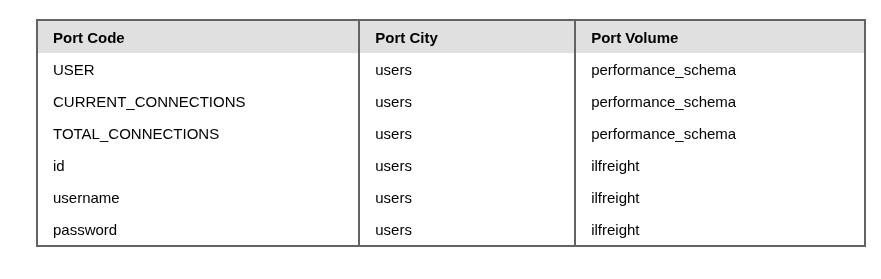 Port Code Port City Port Volume
USER users performance_schema
CURRENT_CONNECTIONS users performance_schema
TOTAL_CONNECTIONS users performance_schema
id users ilfreight
username users ilfreight
password users ilfreight